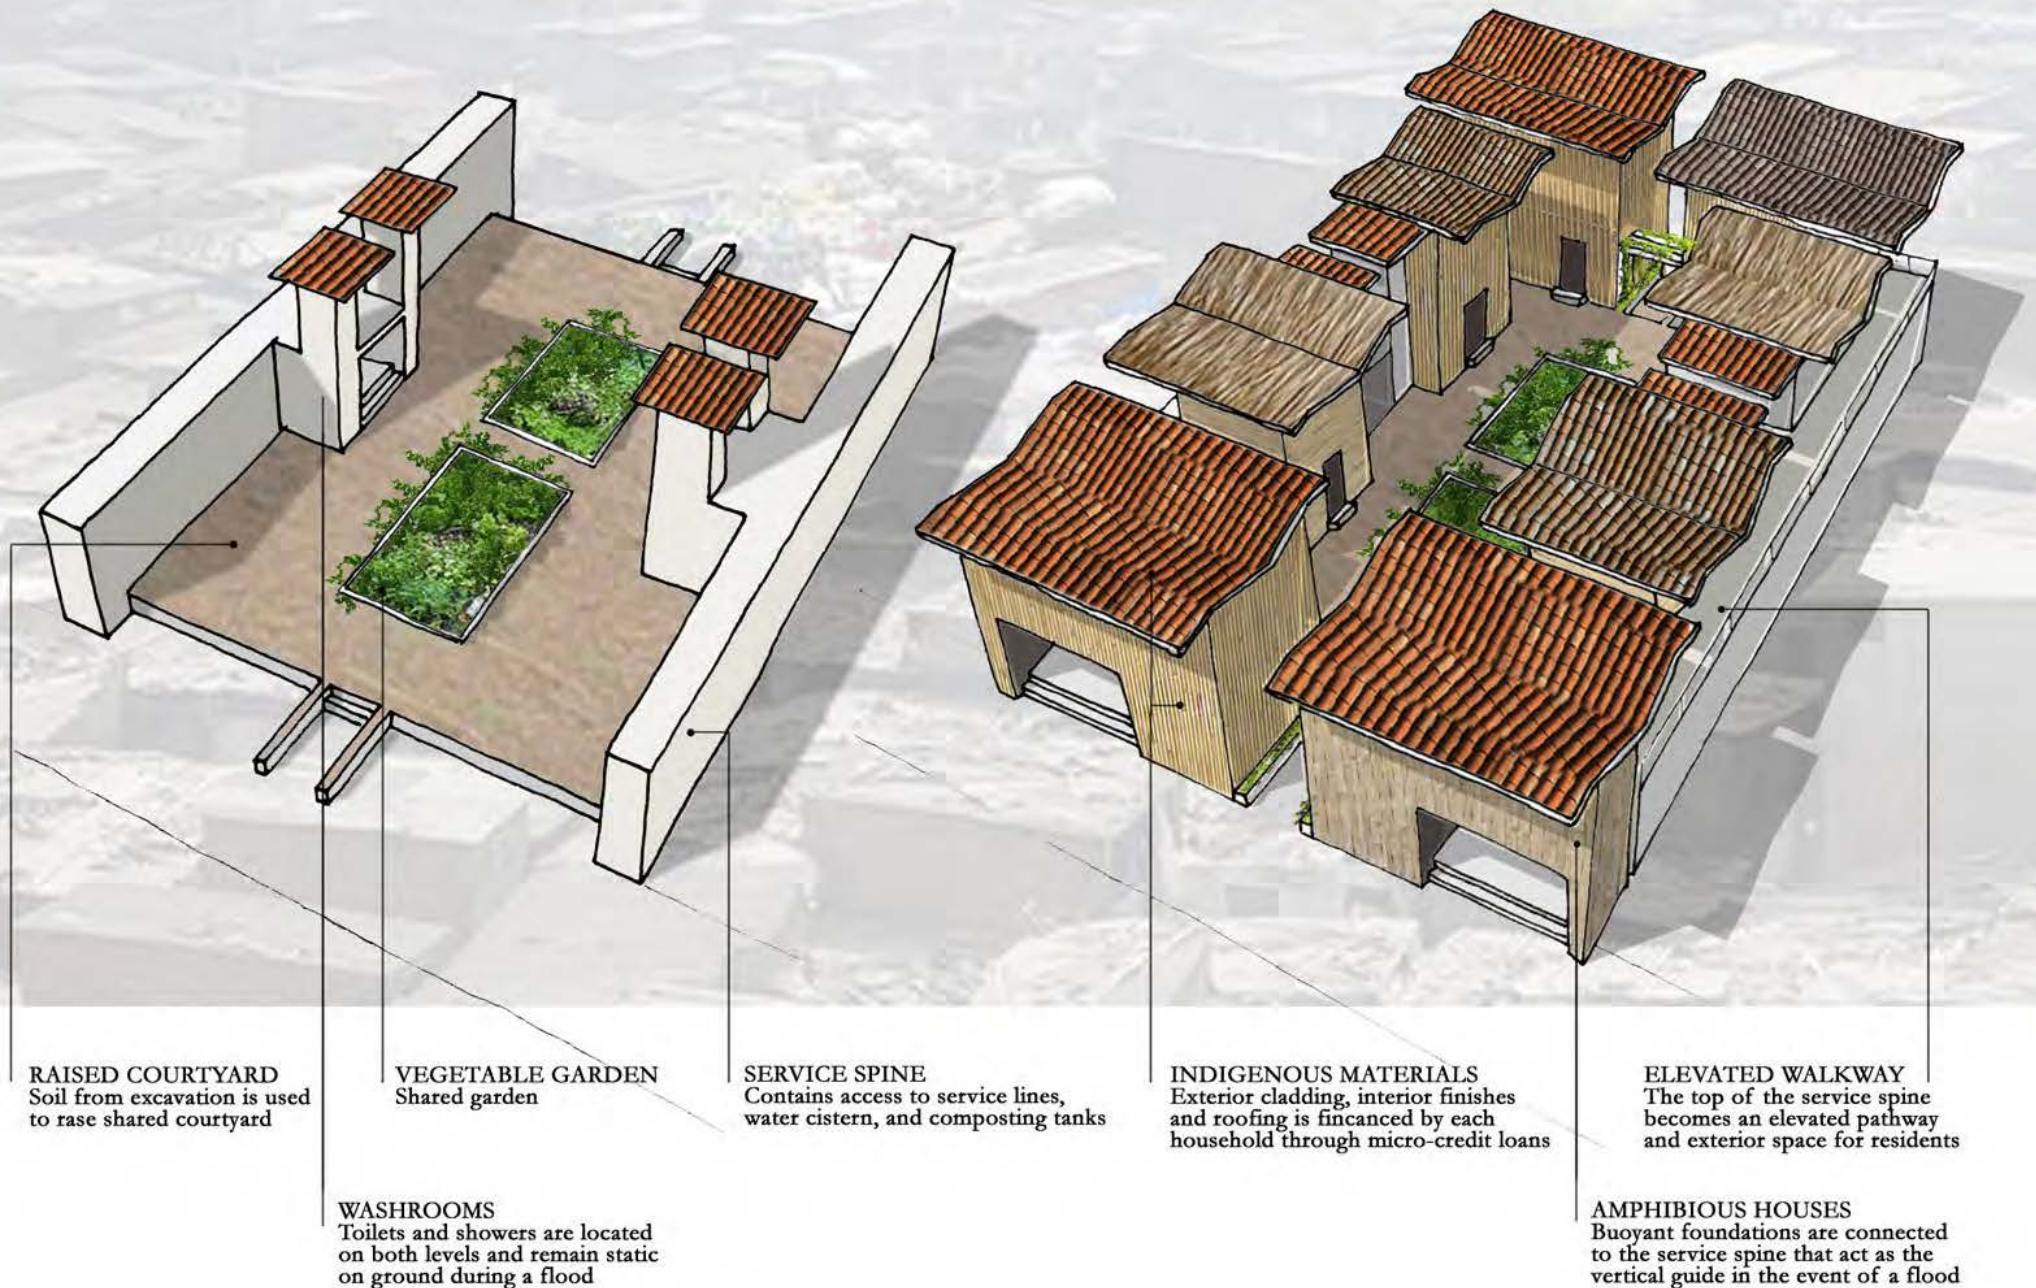 RAISED COURTYARD
Soil from excavation is used
to rase shared courtyard
VEGETABLE GARDEN
Shared garden
SERVICE SPINE
Contains access to service lines,
water cistern, and composting tanks
INDIGENOUS MATERIALS
Exterior cladding, interior finishes
and roofing is fincanced by each
household through micro-credit loans
ELEVATED WALKWAY
The top of the service spine
becomes an elevated pathway
and exterior space for residents
WASHROOMS
Toilets and showers are located
on both levels and remain static
on ground during a flood
AMPHIBIOUS HOUSES
Buoyant foundations are connected
to the service spine that act as the
vertical guide in the event of a flood